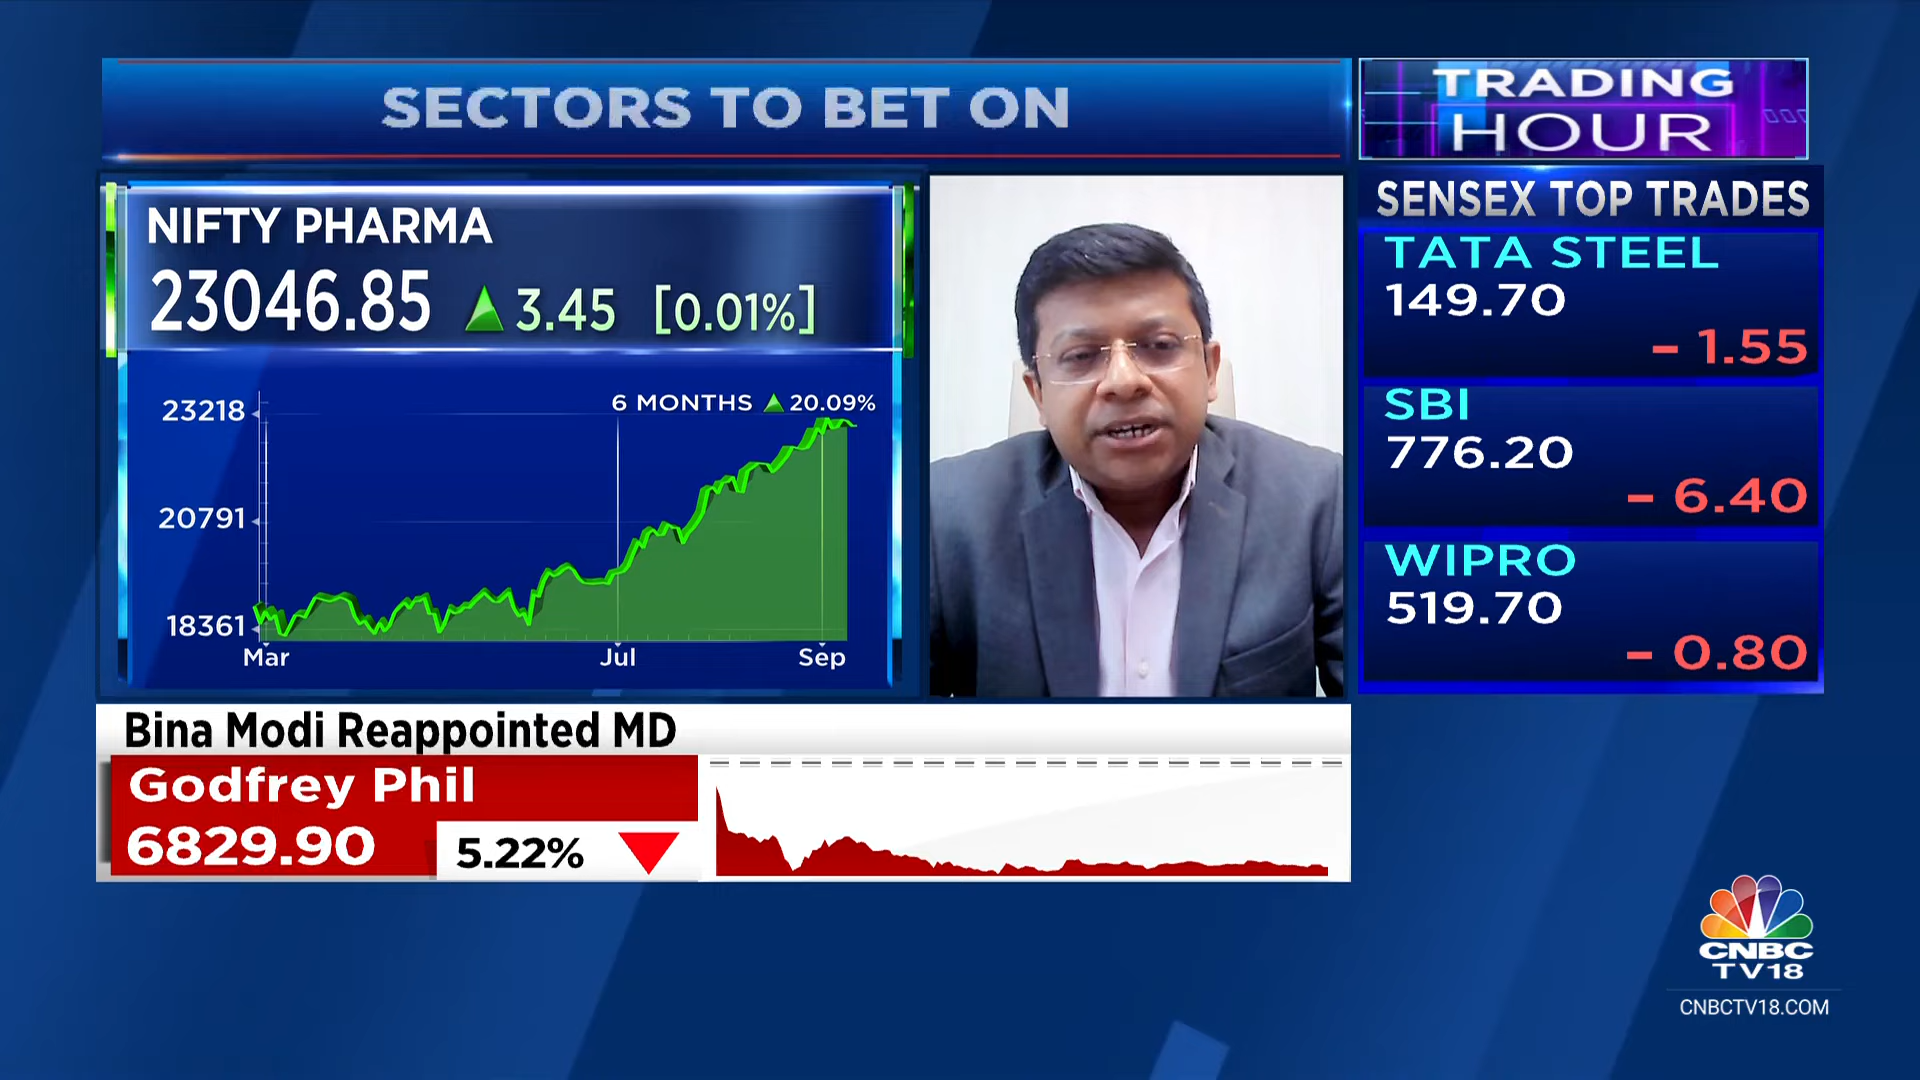 SECTORS TO BET ON
TRADING
HOUR
NIFTY PHARMA
23046.85 3.45 [0.01%]
6 MONTHS 20.09%
23218
20791
18361
Mar Jul Sep
SENSEX TOP TRADES
TATA STEEL
149.70
- 1.55
SBI
776.20
- 6.40
WIPRO
519.70
- 0.80
Bina Modi Reappointed MD
Godfrey Phil
6829.90
5.22%
CNBC
TV18
CNBCTV18.COM